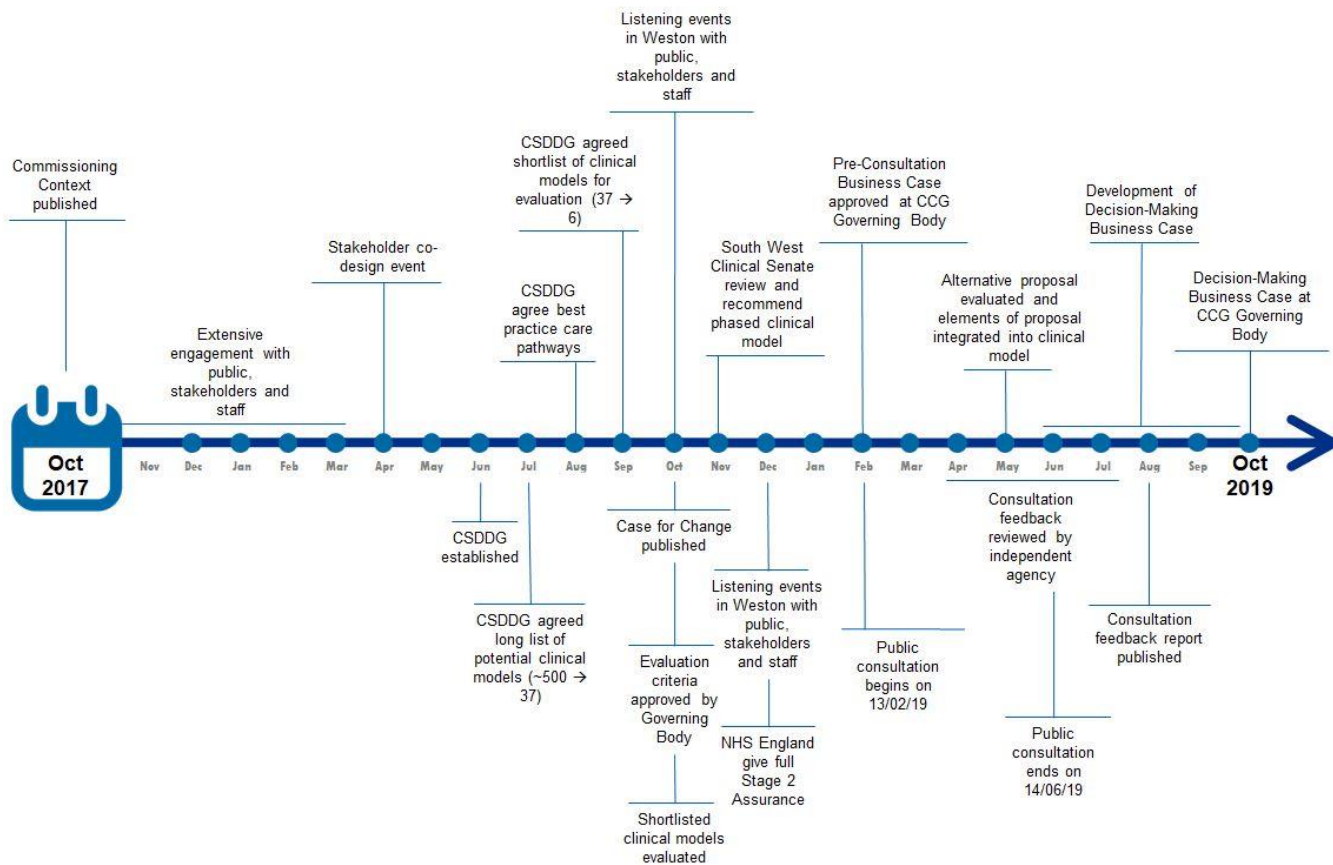 Listening events
in Weston with
public,
stakeholders and
staff
Commissioning
Context
published
CSDDG agreed
shortlist of clinical
models for
evaluation (37 →
6)
Pre-Consultation
Business Case
approved at CCG
Governing Body
Development of
Decision-Making
Business Case
Stakeholder co-
design event
South West
Clinical Senate
review and
recommend
phased clinical
model
Decision-Making
Business Case at
CCG Governing
Body
CSDDG
agree best
practice care
pathways
Alternative proposal
evaluated and
elements of proposal
integrated into clinical
model
Extensive
engagement with
public,
stakeholders and
staff
Oct
2017
Nov Dec Jan Feb Mar Apr May Jun Jul Aug Sep Oct Nov Dec Jan Feb Mar Apr May Jun Jul Aug Sep
Oct
2019
CSDDG
established
Case for Change
published
Consultation
feedback
reviewed by
independent
agency
CSDDG agreed
long list of
potential clinical
models (~500 →
37)
Listening events
in Weston with
public,
stakeholders
and staff
Consultation
feedback report
published
Evaluation
criteria
approved by
Governing
Body
Public
consultation
begins on
13/02/19
NHS England
give full
Stage 2
Assurance
Public
consultation
ends on
14/06/19
Shortlisted
clinical models
evaluated